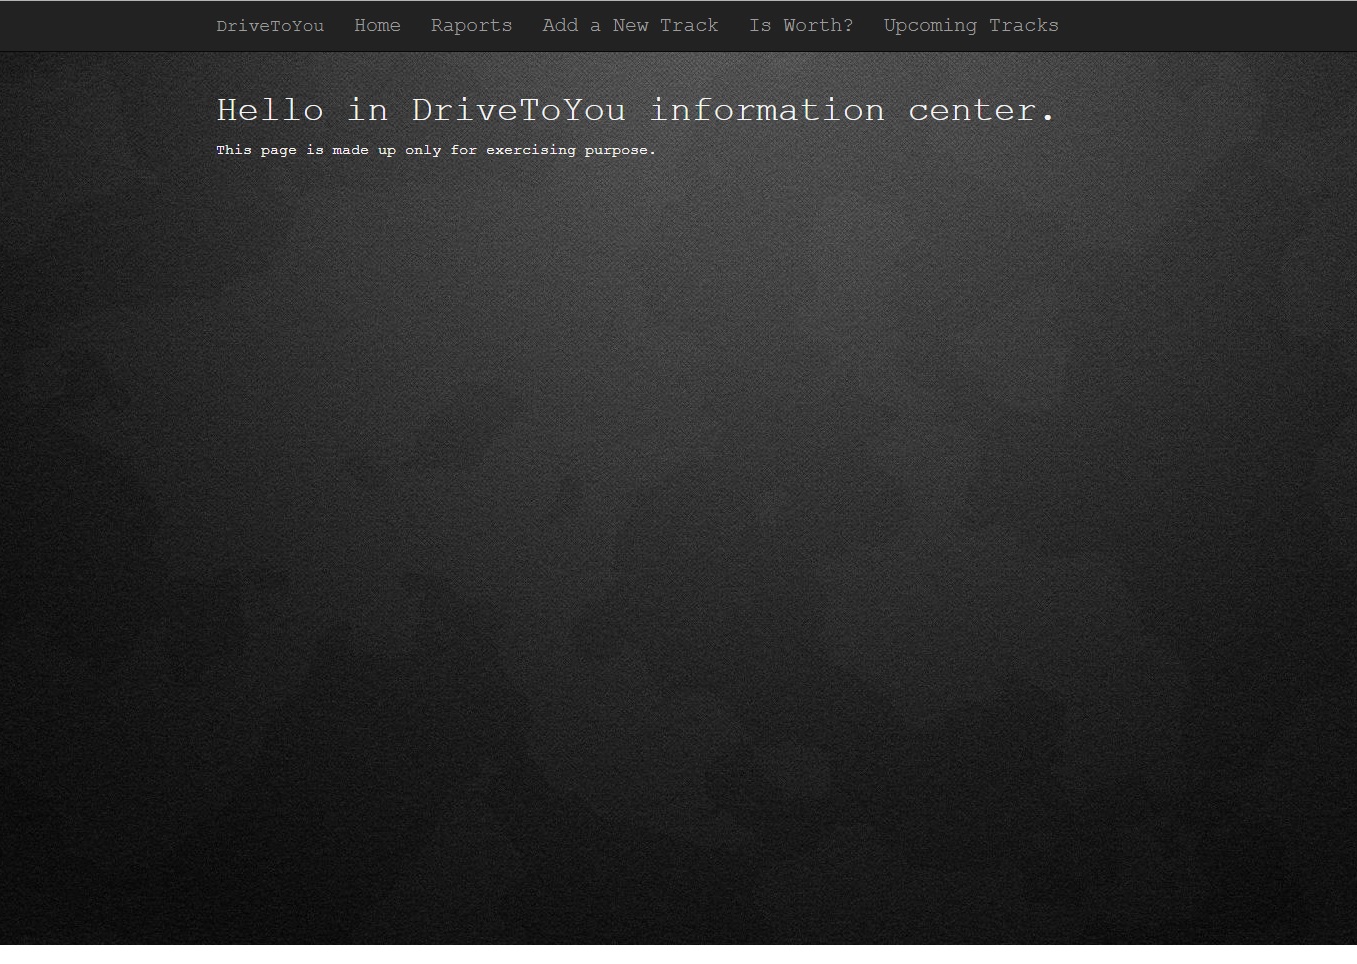 DriveToYou Home Raports Add a New Track Is Worth? Upcoming Tracks
Hello in DriveToYou information center.
This page is made up only for exercising purpose.